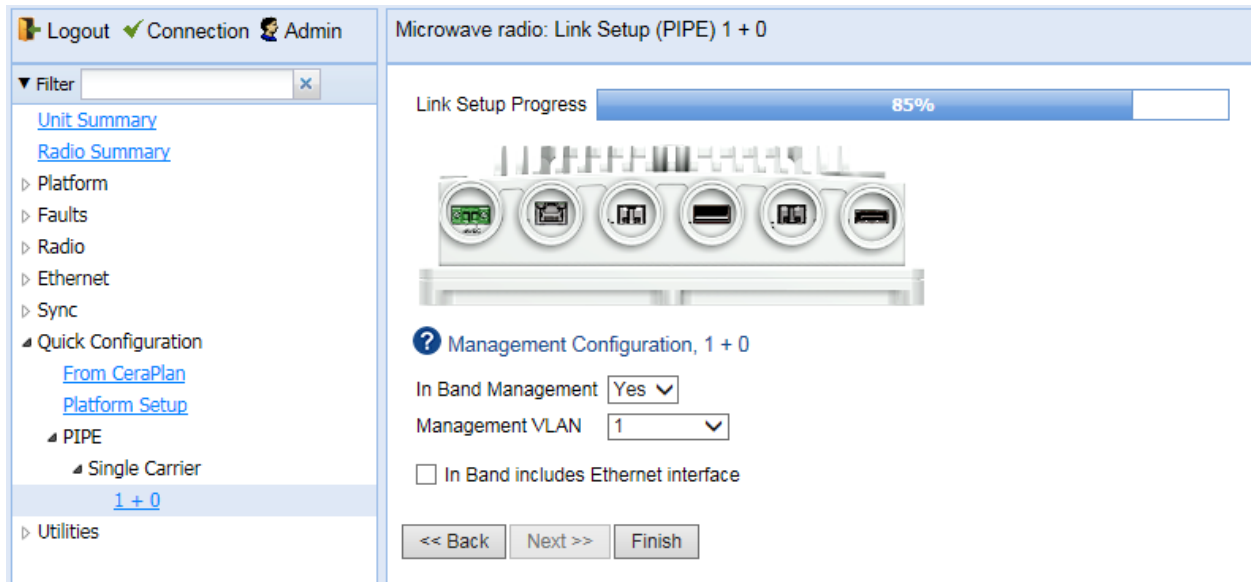 Logout Connection Admin
Microwave radio: Link Setup (PIPE) 1 + 0
Filter
Unit Summary
Radio Summary
Platform
Faults
Radio
Ethernet
Sync
Quick Configuration
From CeraPlan
Platform Setup
PIPE
Single Carrier
1 + 0
Utilities
Link Setup Progress 85%
? Management Configuration, 1 + 0
In Band Management Yes
Management VLAN 1
In Band includes Ethernet interface
<< Back Next >> Finish